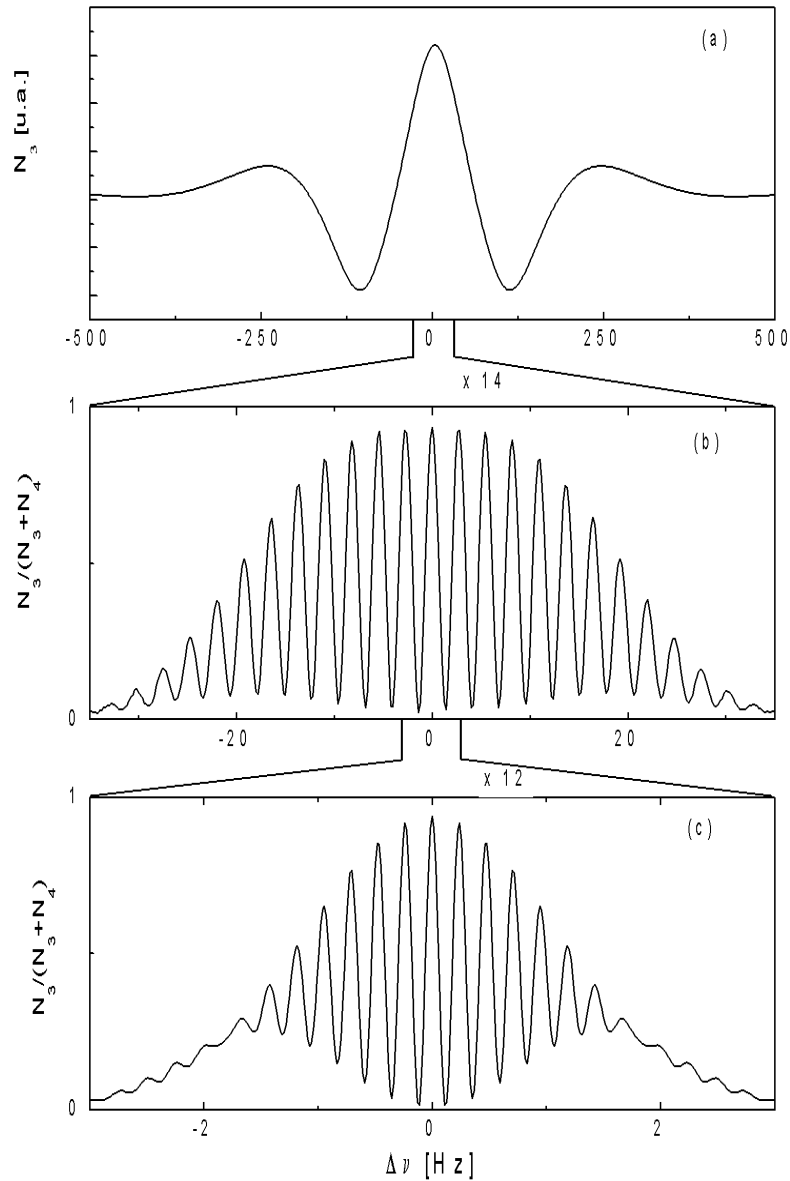 (a)
N₃ [u.a.]
-500 -250 0 250 500
x 14
1
(b)
N₃/(N₃+N₄)
0
-20 0 20
x 12
1
(c)
N₃/(N₃+N₄)
0
-2 0 2
Δν [Hz]